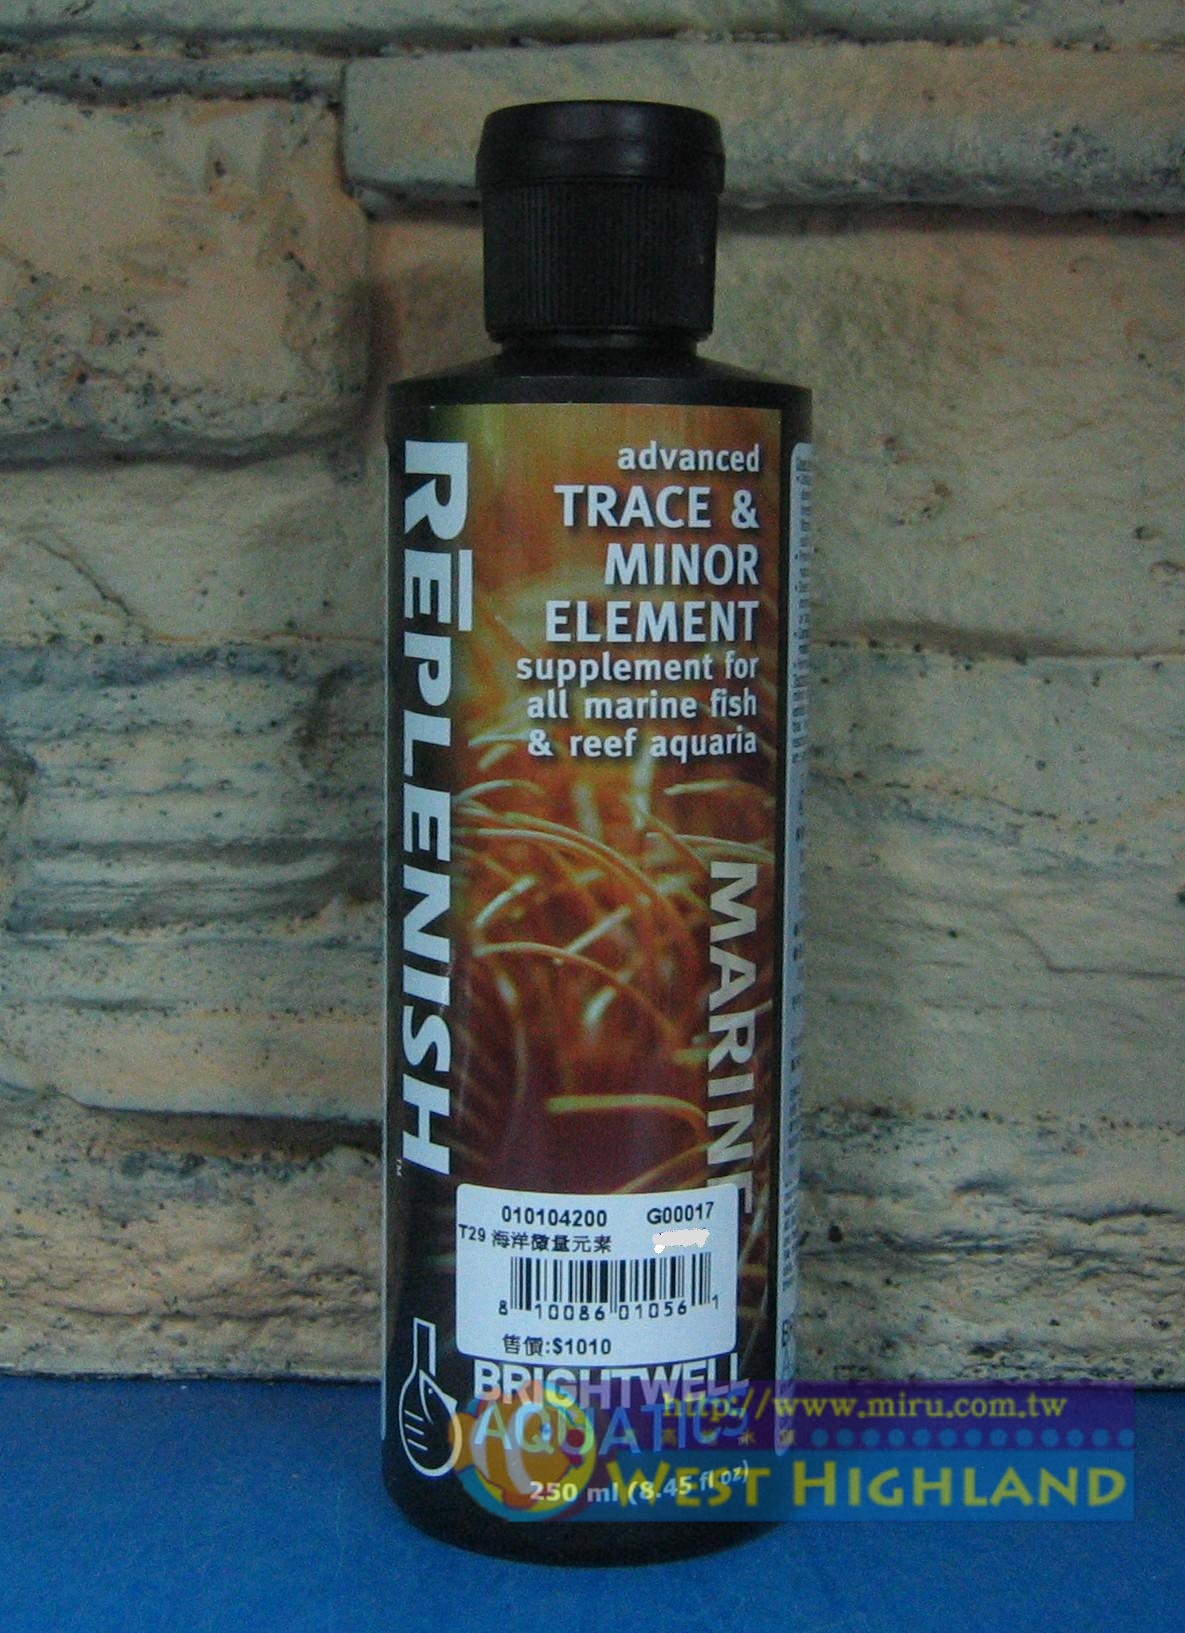 RĒPLENISH™
advanced
TRACE &
MINOR
ELEMENT
supplement for
all marine fish
& reef aquaria
MARINE
010104200 G00017
T29 海洋微量元素
8 10086 01056 1
售價:$1010
BRIGHTWELL
AQUATICS
250 ml (8.45 fl oz)
http://www.miru.com.tw
WEST HIGHLAND